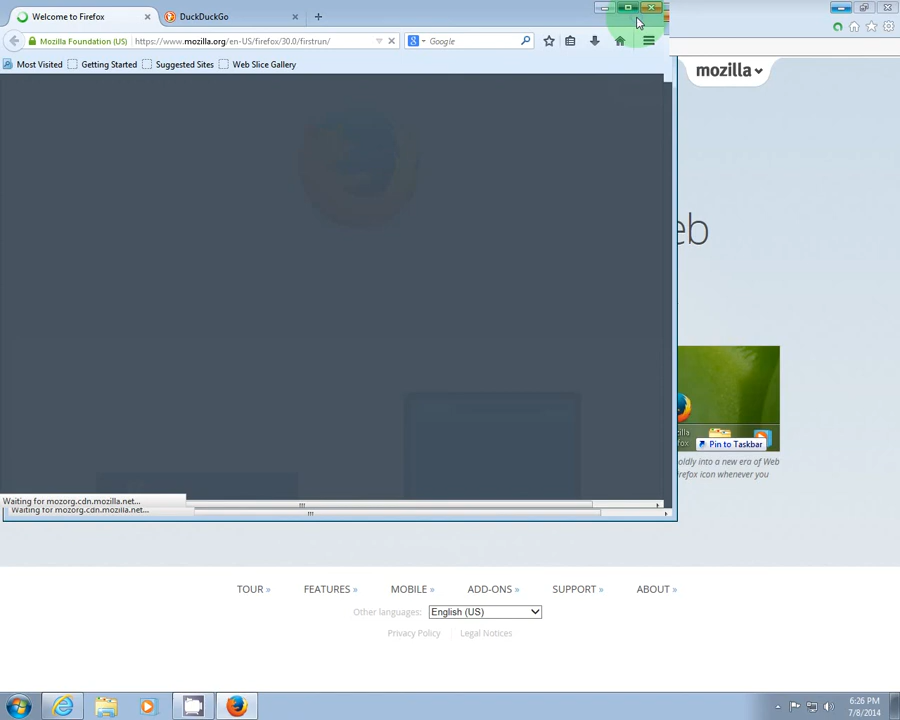 Welcome to Firefox
DuckDuckGo
Mozilla Foundation (US)
https://www.mozilla.org/en-US/firefox/30.0/firstrun/
Google
Most Visited
Getting Started
Suggested Sites
Web Slice Gallery
mozilla
eb
Pin to Taskbar
oldly into a new era of Web
refox icon whenever you
Waiting for mozorg.cdn.mozilla.net...
Waiting for mozorg.cdn.mozilla.net...
TOUR »
FEATURES »
MOBILE »
ADD-ONS »
SUPPORT »
ABOUT »
Other languages: English (US)
Privacy Policy
Legal Notices
6:26 PM
7/8/2014